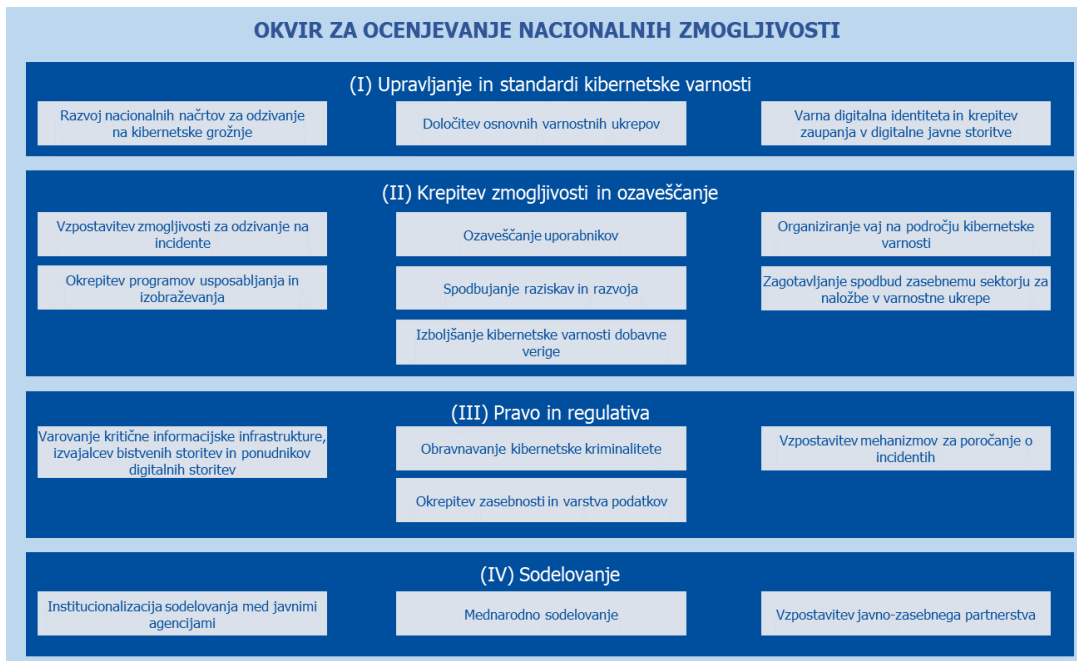 OKVIR ZA OCENJEVANJE NACIONALNIH ZMOGLJIVOSTI
(I) Upravljanje in standardi kibernetske varnosti
Razvoj nacionalnih načrtov za odzivanje
na kibernetske grožnje
Določitev osnovnih varnostnih ukrepov
Varna digitalna identiteta in krepitev
zaupanja v digitalne javne storitve
(II) Krepitev zmogljivosti in ozaveščanje
Vzpostavitev zmogljivosti za odzivanje na
incidente
Ozaveščanje uporabnikov
Organiziranje vaj na področju kibernetske
varnosti
Okrepitev programov usposabljanja in
izobraževanja
Spodbujanje raziskav in razvoja
Zagotavljanje spodbud zasebnemu sektorju za
naložbe v varnostne ukrepe
Izboljšanje kibernetske varnosti dobavne
verige
(III) Pravo in regulativa
Varovanje kritične informacijske infrastrukture,
izvajalcev bistvenih storitev in ponudnikov
digitalnih storitev
Obravnavanje kibernetske kriminalitete
Vzpostavitev mehanizmov za poročanje o
incidentih
Okrepitev zasebnosti in varstva podatkov
(IV) Sodelovanje
Institucionalizacija sodelovanja med javnimi
agencijami
Mednarodno sodelovanje
Vzpostavitev javno-zasebnega partnerstva